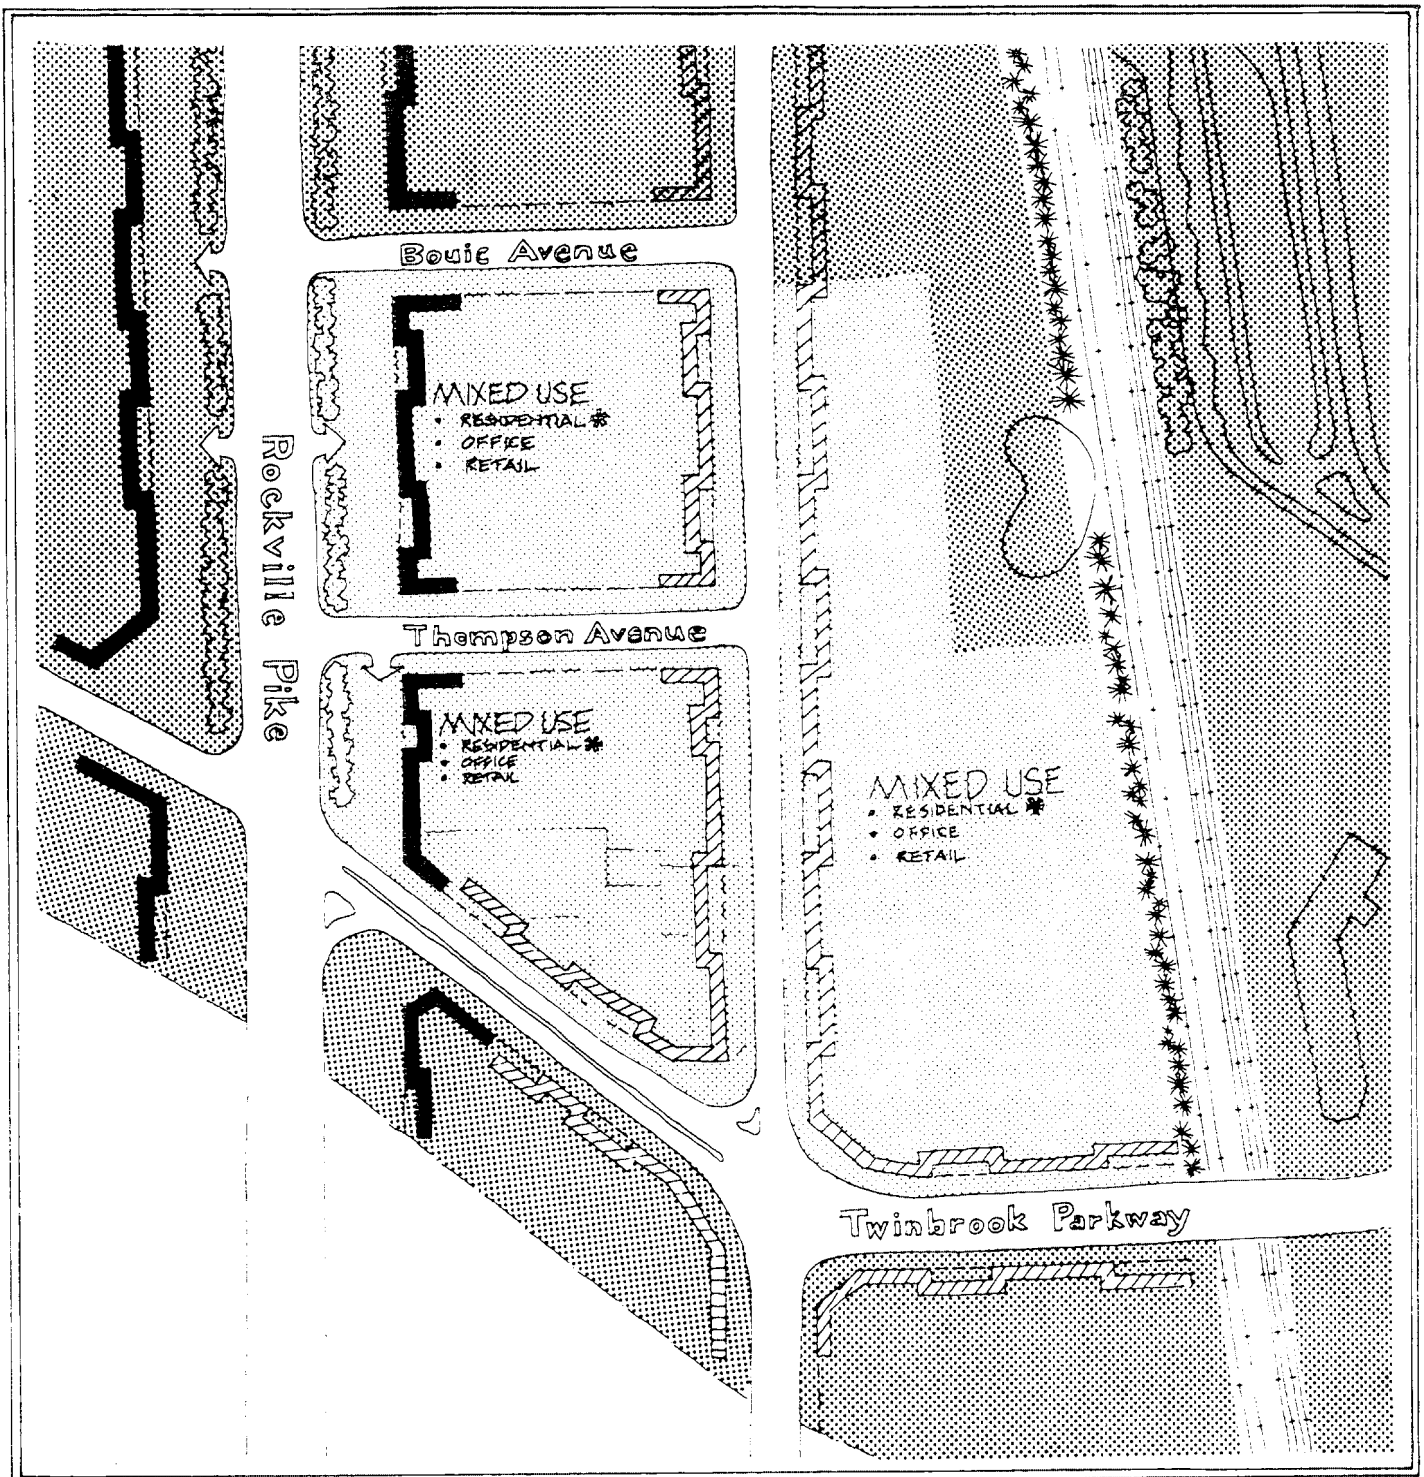 Bouic Avenue
MIXED USE
• RESIDENTIAL *
• OFFICE
• RETAIL
Rockville Pike
Thompson Avenue
MIXED USE
• RESIDENTIAL *
• OFFICE
• RETAIL
MIXED USE
• RESIDENTIAL *
• OFFICE
• RETAIL
Twinbrook Parkway